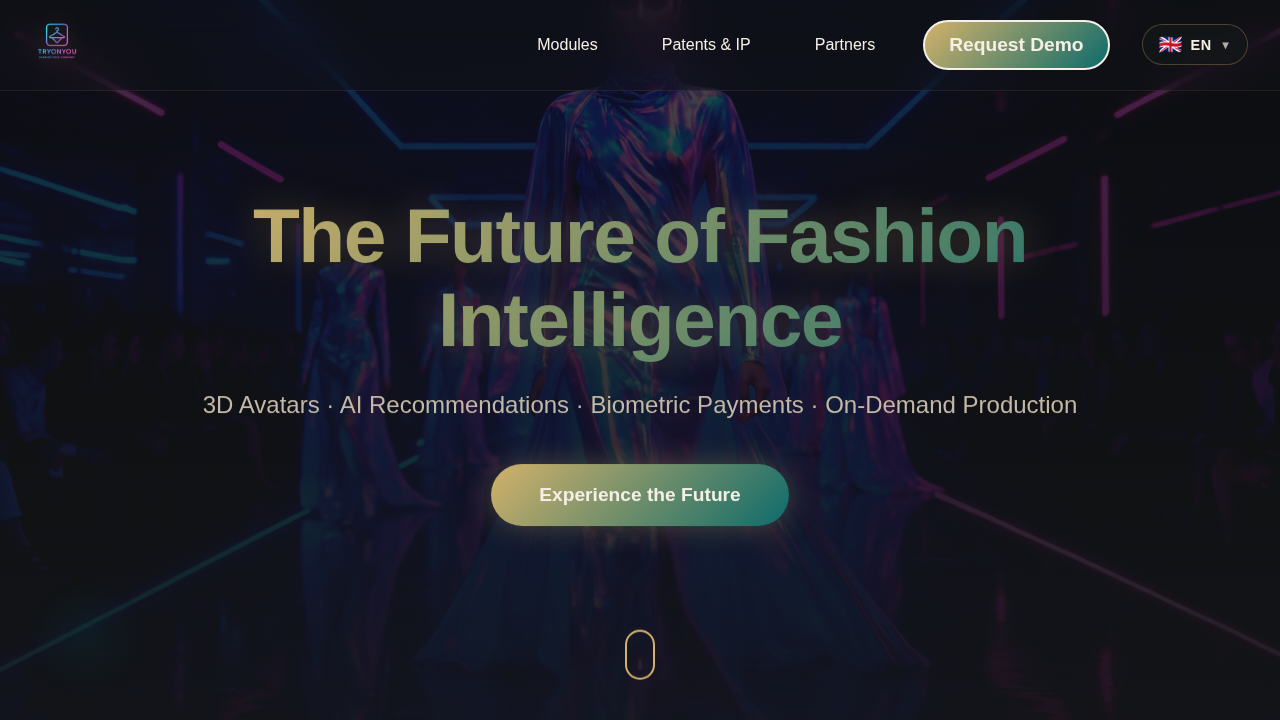 TRYONYOU
Modules
Patents & IP
Partners
Request Demo
EN
The Future of Fashion
Intelligence
3D Avatars · AI Recommendations · Biometric Payments · On-Demand Production
Experience the Future